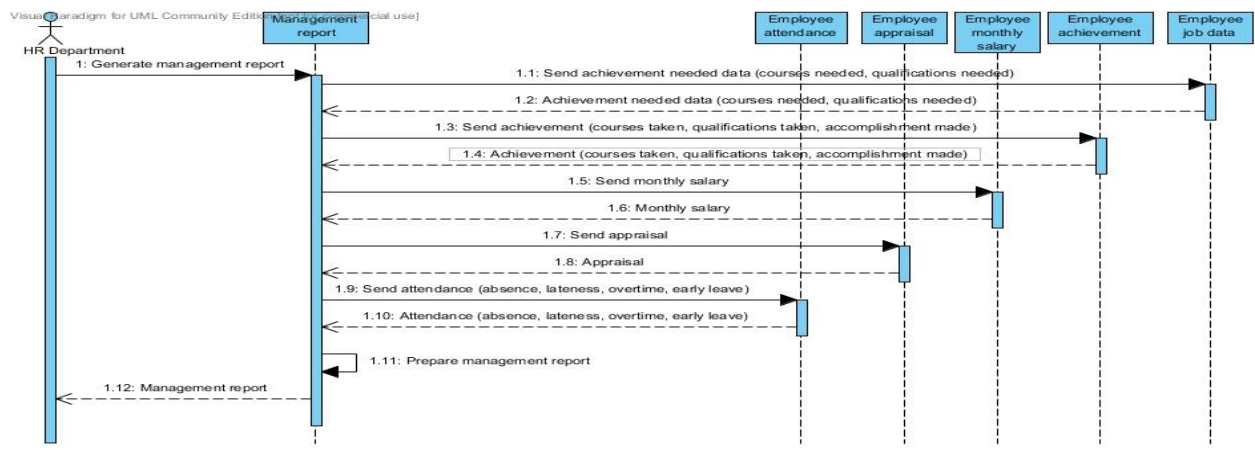 Visual Paradigm for UML Community Edition [not for commercial use]
HR Department
Management
report
Employee
attendance
Employee
appraisal
Employee
monthly
salary
Employee
achievement
Employee
job data
1: Generate management report
1.1: Send achievement needed data (courses needed, qualifications needed)
1.2: Achievement needed data (courses needed, qualifications needed)
1.3: Send achievement (courses taken, qualifications taken, accomplishment made)
1.4: Achievement (courses taken, qualifications taken, accomplishment made)
1.5: Send monthly salary
1.6: Monthly salary
1.7: Send appraisal
1.8: Appraisal
1.9: Send attendance (absence, lateness, overtime, early leave)
1.10: Attendance (absence, lateness, overtime, early leave)
1.11: Prepare management report
1.12: Management report